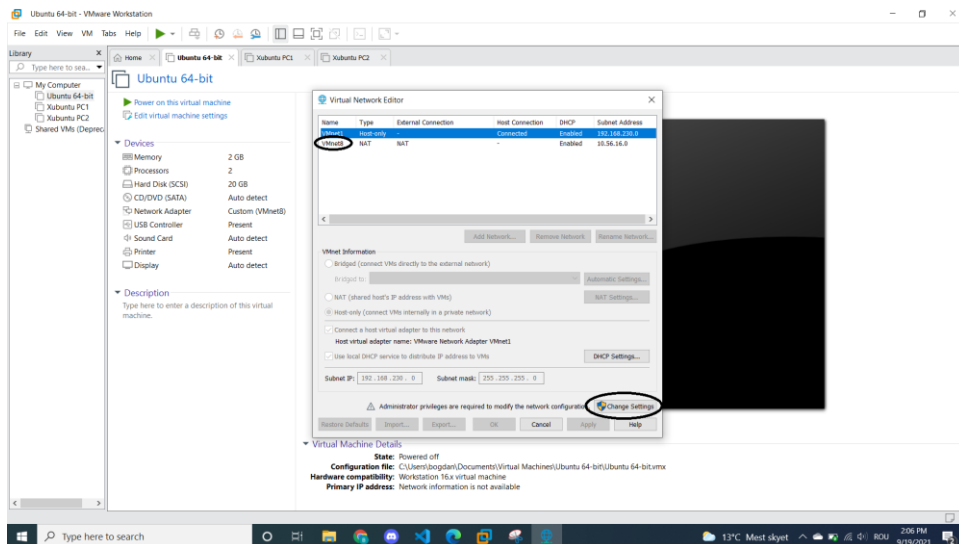 Ubuntu 64-bit - VMware Workstation
File Edit View VM Tabs Help
Library x
Type here to sea...
My Computer
Ubuntu 64-bit
Xubuntu PC1
Xubuntu PC2
Shared VMs (Deprec
Home Ubuntu 64-bit Xubuntu PC1 Xubuntu PC2
Ubuntu 64-bit
Power on this virtual machine
Edit virtual machine settings
Devices
Memory 2 GB
Processors 2
Hard Disk (SCSI) 20 GB
CD/DVD (SATA) Auto detect
Network Adapter Custom (VMnet8)
USB Controller Present
Sound Card Auto detect
Printer Present
Display Auto detect
Description
Type here to enter a description of this virtual
machine.
Virtual Network Editor
Name Type External Connection Host Connection DHCP Subnet Address
VMnet1 Host-only - Connected Enabled 192.168.230.0
VMnet8 NAT NAT - Enabled 10.56.16.0
Add Network... Remove Network Rename Network...
VMnet Information
Bridged (connect VMs directly to the external network)
Bridged to: Automatic Settings...
NAT (shared host's IP address with VMs) NAT Settings...
Host-only (connect VMs internally in a private network)
Connect a host virtual adapter to this network
Host virtual adapter name: VMware Network Adapter VMnet1
Use local DHCP service to distribute IP address to VMs DHCP Settings...
Subnet IP: 192 . 168 . 230 . 0 Subnet mask: 255 . 255 . 255 . 0
Administrator privileges are required to modify the network configuration. Change Settings
Restore Defaults Import... Export... OK Cancel Apply Help
Virtual Machine Details
State: Powered off
Configuration file: C:\Users\bogdan\Documents\Virtual Machines\Ubuntu 64-bit\Ubuntu 64-bit.vmx
Hardware compatibility: Workstation 16.x virtual machine
Primary IP address: Network information is not available
Type here to search
13°C Mest skyet ROU 2:06 PM
9/19/2021